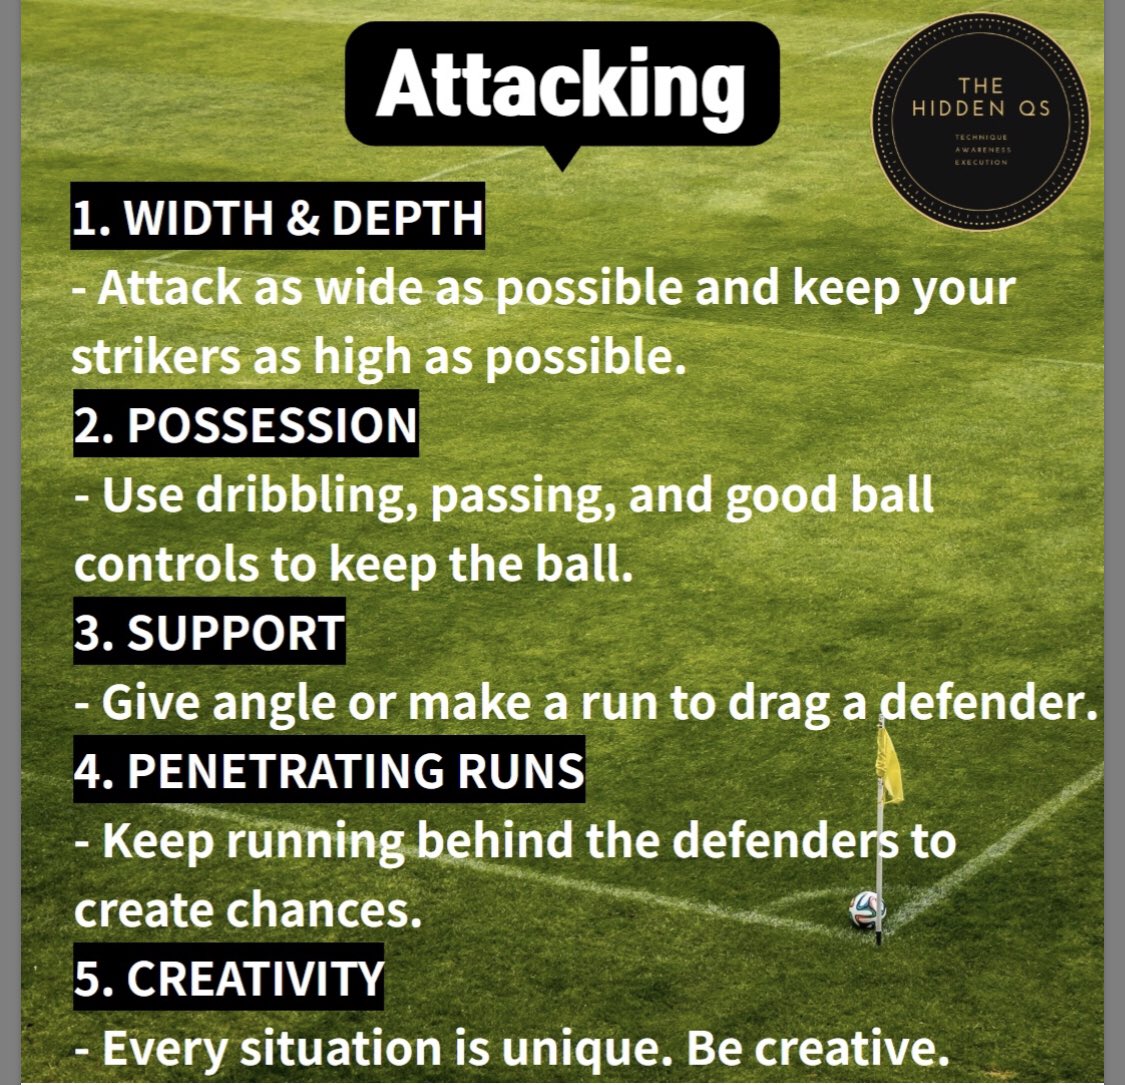 Attacking
THE
HIDDEN QS
TECHNIQUE
AWARENESS
EXECUTION
1. WIDTH & DEPTH
- Attack as wide as possible and keep your
strikers as high as possible.
2. POSSESSION
- Use dribbling, passing, and good ball
controls to keep the ball.
3. SUPPORT
- Give angle or make a run to drag a defender.
4. PENETRATING RUNS
- Keep running behind the defenders to
create chances.
5. CREATIVITY
- Every situation is unique. Be creative.